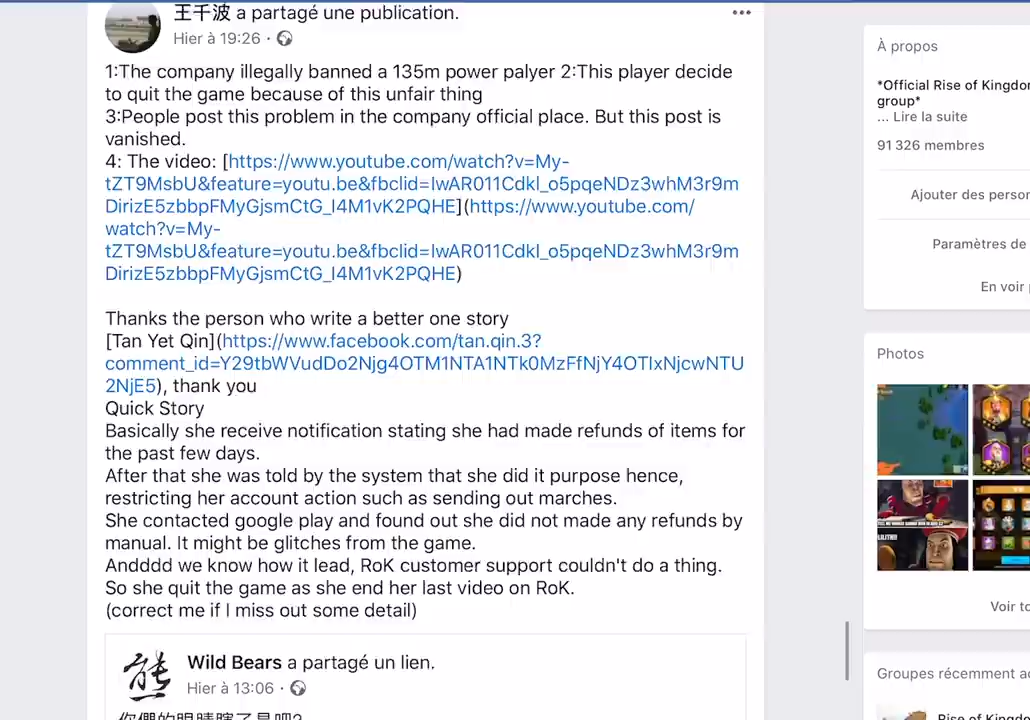 王千波 a partagé une publication.
Hier à 19:26 ·
1:The company illegally banned a 135m power palyer 2:This player decide
to quit the game because of this unfair thing
3:People post this problem in the company official place. But this post is
vanished.
4: The video: [https://www.youtube.com/watch?v=My-
tZT9MsbU&feature=youtu.be&fbclid=IwAR011Cdkl_o5pqeNDz3whM3r9m
DirizE5zbbpFMyGjsmCtG_I4M1vK2PQHE](https://www.youtube.com/
watch?v=My-
tZT9MsbU&feature=youtu.be&fbclid=IwAR011Cdkl_o5pqeNDz3whM3r9m
DirizE5zbbpFMyGjsmCtG_I4M1vK2PQHE)
Thanks the person who write a better one story
[Tan Yet Qin](https://www.facebook.com/tan.qin.3?
comment_id=Y29tbWVudDo2Njg4OTM1NTA1NTk0MzFfNjY4OTIxNjcwNTU
2NjE5), thank you
Quick Story
Basically she receive notification stating she had made refunds of items for
the past few days.
After that she was told by the system that she did it purpose hence,
restricting her account action such as sending out marches.
She contacted google play and found out she did not made any refunds by
manual. It might be glitches from the game.
Andddd we know how it lead, RoK customer support couldn't do a thing.
So she quit the game as she end her last video on RoK.
(correct me if I miss out some detail)
Wild Bears a partagé un lien.
Hier à 13:06 ·
À propos
*Official Rise of Kingdo
group*
... Lire la suite
91 326 membres
Ajouter des person
Paramètres de
En voir
Photos
Voir to
Groupes récemment a
Rise of Kingd